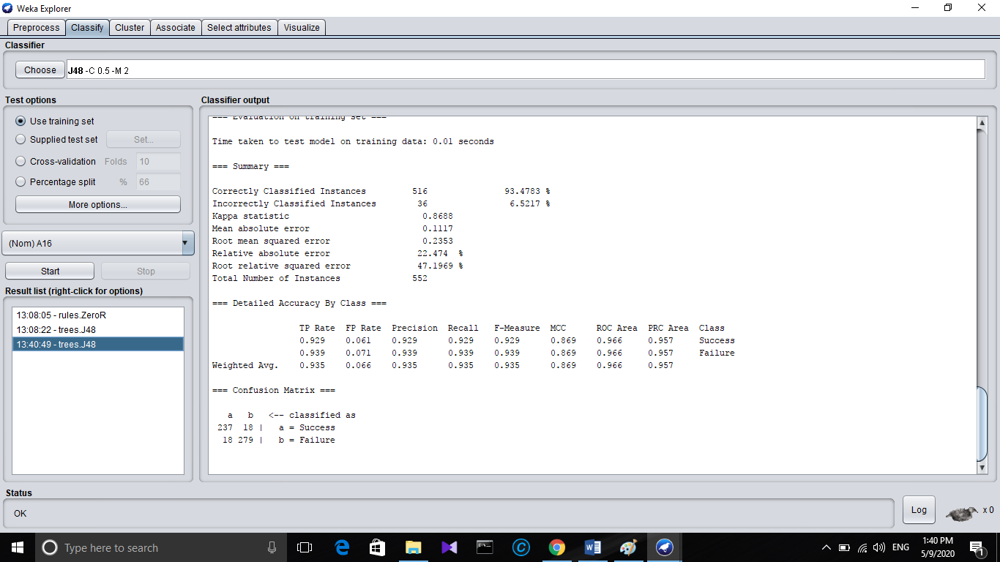 Weka Explorer
Preprocess Classify Cluster Associate Select attributes Visualize
Classifier
Choose J48 -C 0.5 -M 2
Test options
Use training set
Supplied test set Set...
Cross-validation Folds 10
Percentage split % 66
More options...
(Nom) A16
Start Stop
Result list (right-click for options)
13:08:05 - rules.ZeroR
13:08:22 - trees.J48
13:40:49 - trees.J48
Classifier output
=== Evaluation on training set ===
Time taken to test model on training data: 0.01 seconds
=== Summary ===
Correctly Classified Instances 516 93.4783 %
Incorrectly Classified Instances 36 6.5217 %
Kappa statistic 0.8688
Mean absolute error 0.1117
Root mean squared error 0.2353
Relative absolute error 22.474 %
Root relative squared error 47.1969 %
Total Number of Instances 552
=== Detailed Accuracy By Class ===
TP Rate FP Rate Precision Recall F-Measure MCC ROC Area PRC Area Class
0.929 0.061 0.929 0.929 0.929 0.869 0.966 0.957 Success
0.939 0.071 0.939 0.939 0.939 0.869 0.966 0.957 Failure
Weighted Avg. 0.935 0.066 0.935 0.935 0.935 0.869 0.966 0.957
=== Confusion Matrix ===
a b <-- classified as
237 18 | a = Success
18 279 | b = Failure
Status
OK
Log x 0
Type here to search
ENG
1:40 PM
5/9/2020
1